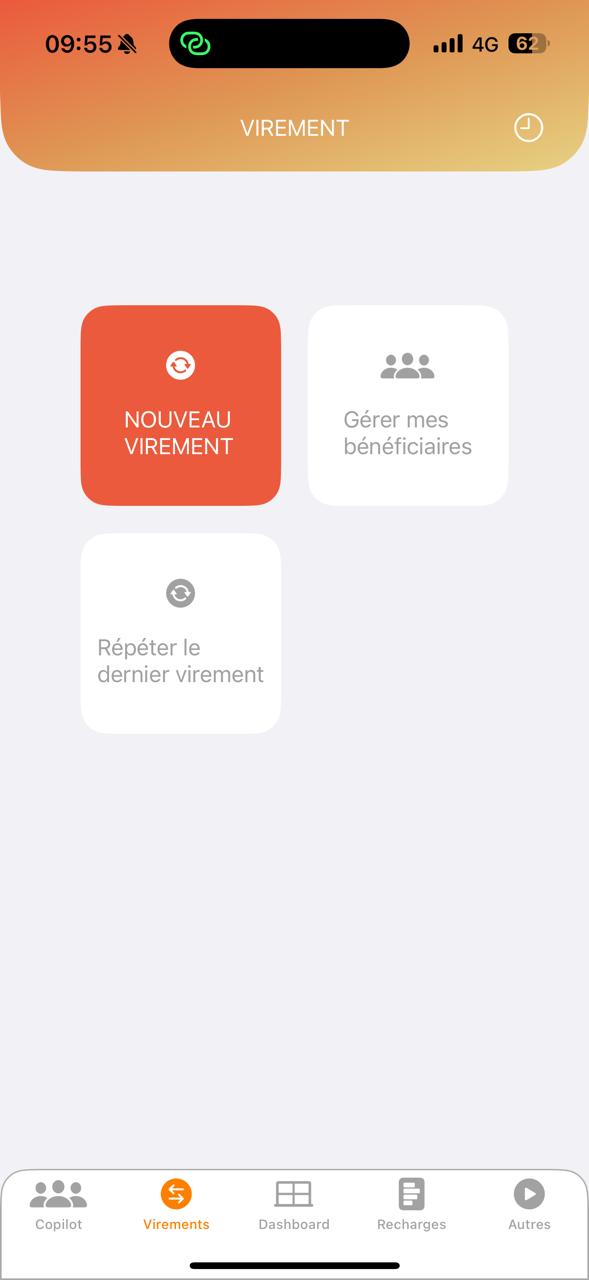 09:55
4G
62
VIREMENT
NOUVEAU
VIREMENT
Gérer mes
bénéficiaires
Répéter le
dernier virement
Copilot
Virements
Dashboard
Recharges
Autres